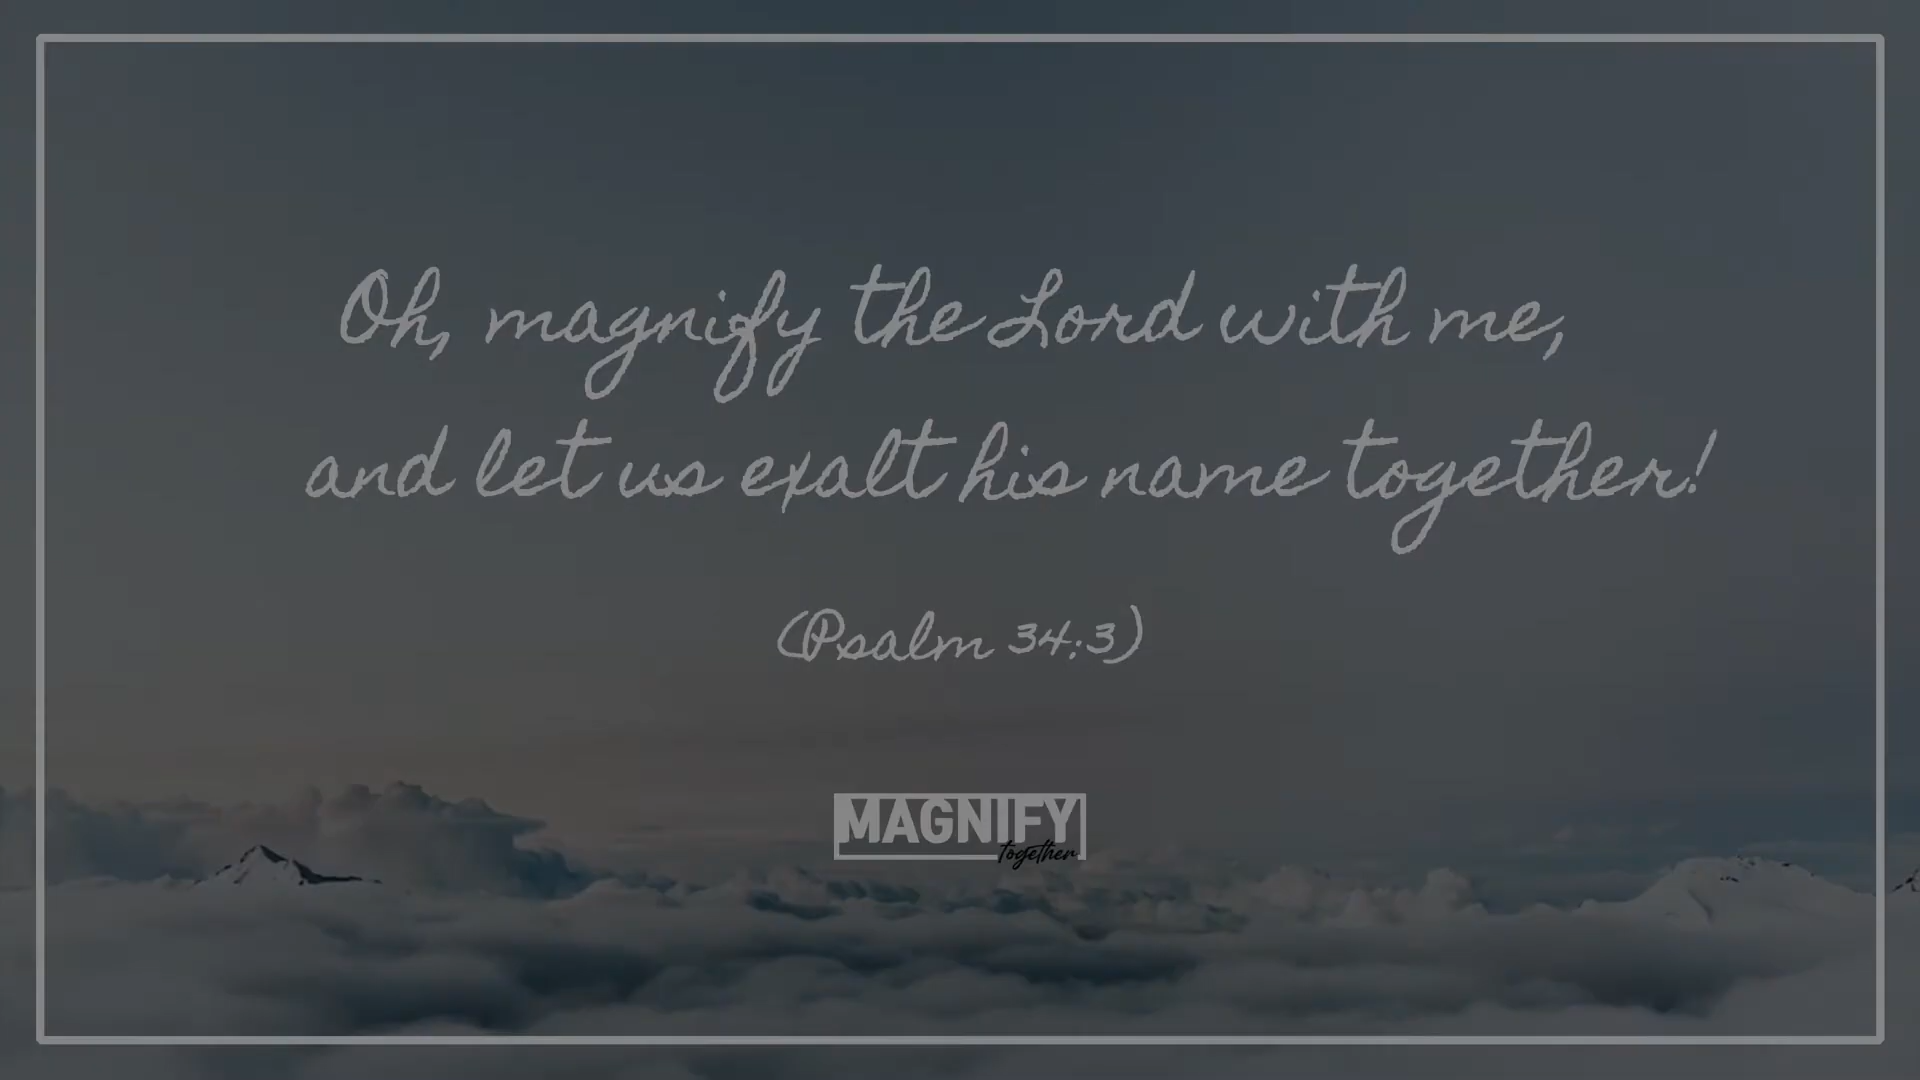 Oh, magnify the Lord with me,
and let us exalt his name together!
(Psalm 34:3)
MAGNIFY
together